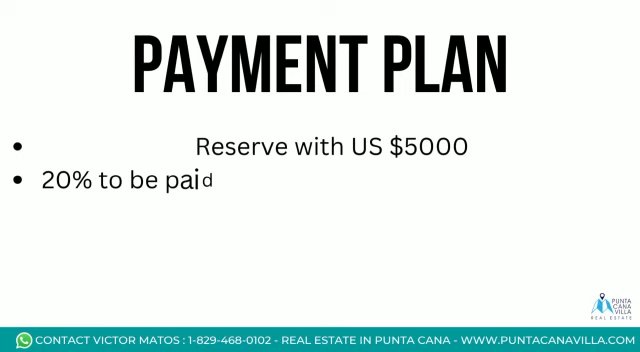 PAYMENT PLAN
• Reserve with US $5000
• 20% to be paid
PUNTA
CANA
VILLA
REAL ESTATE
CONTACT VICTOR MATOS : 1-829-468-0102 - REAL ESTATE IN PUNTA CANA - WWW.PUNTACANAVILLA.COM